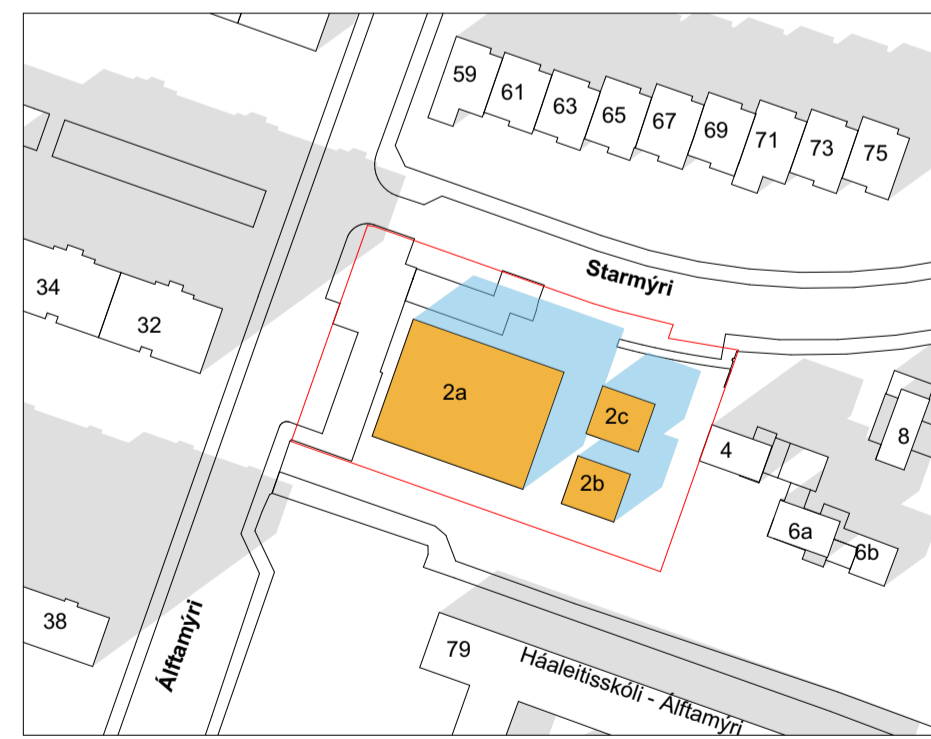 59
61
63
65
67
69
71
73
75
Starmýri
34
32
2a
2c
2b
4
8
6a
6b
38
Álftamýri
79
Háaleitisskóli - Álftamýri